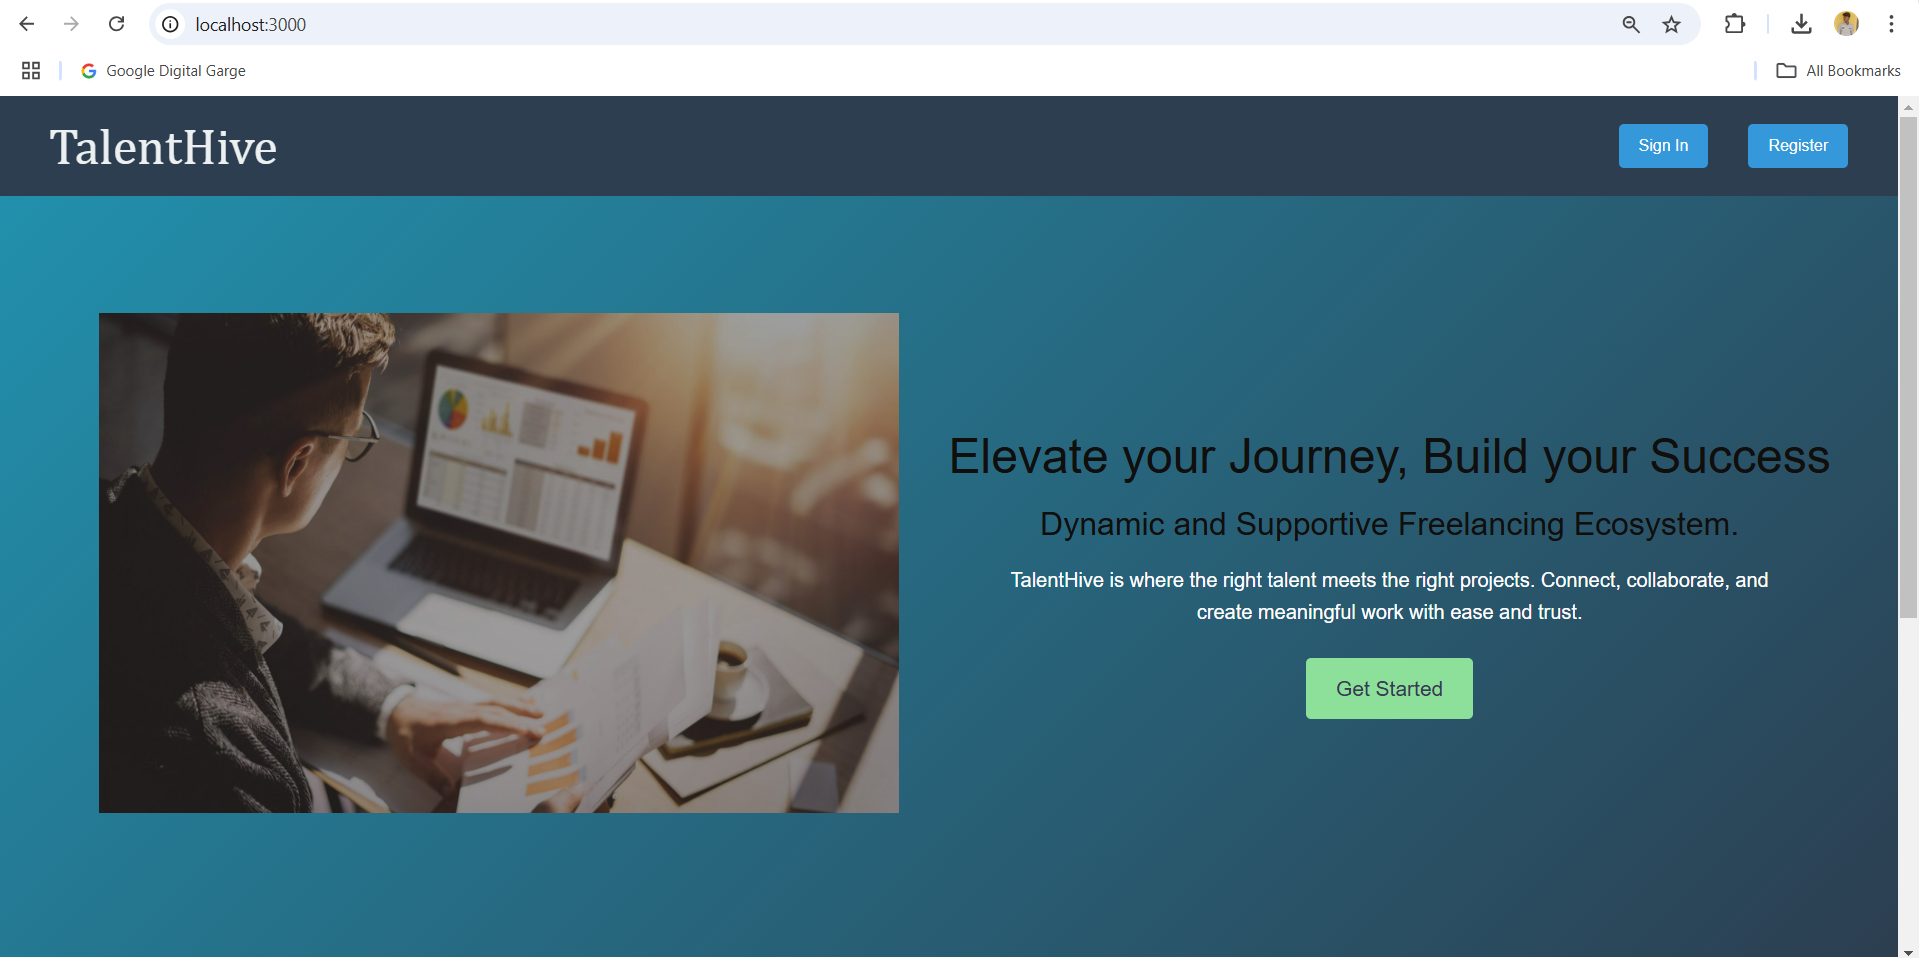 localhost:3000
Google Digital Garge
All Bookmarks
TalentHive
Sign In
Register
Elevate your Journey, Build your Success
Dynamic and Supportive Freelancing Ecosystem.
TalentHive is where the right talent meets the right projects. Connect, collaborate, and
create meaningful work with ease and trust.
Get Started